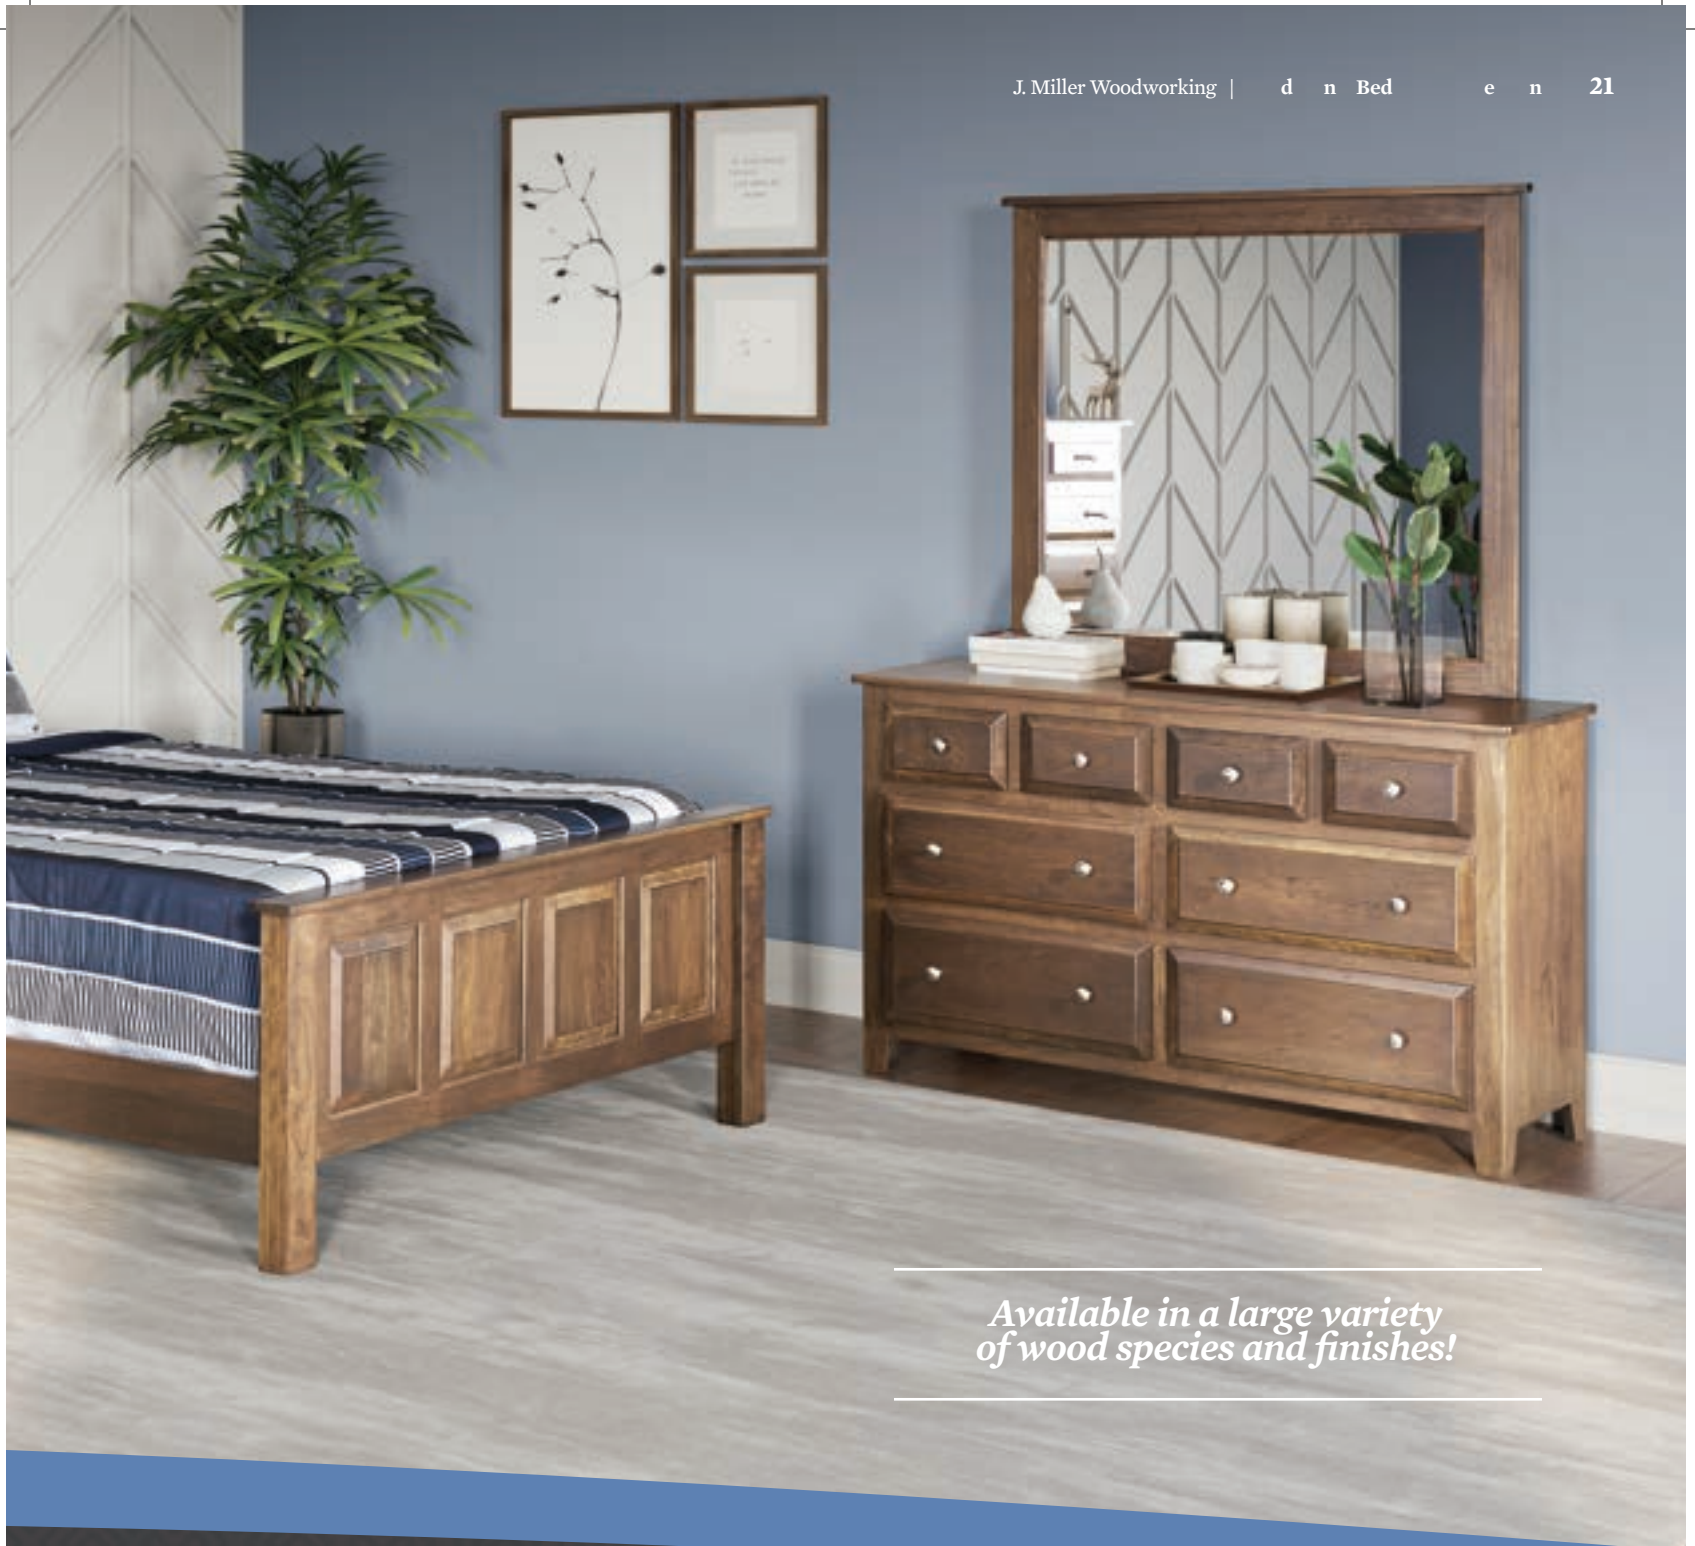 J. Miller Woodworking | d n Bed e n 21
Available in a large variety
of wood species and finishes!